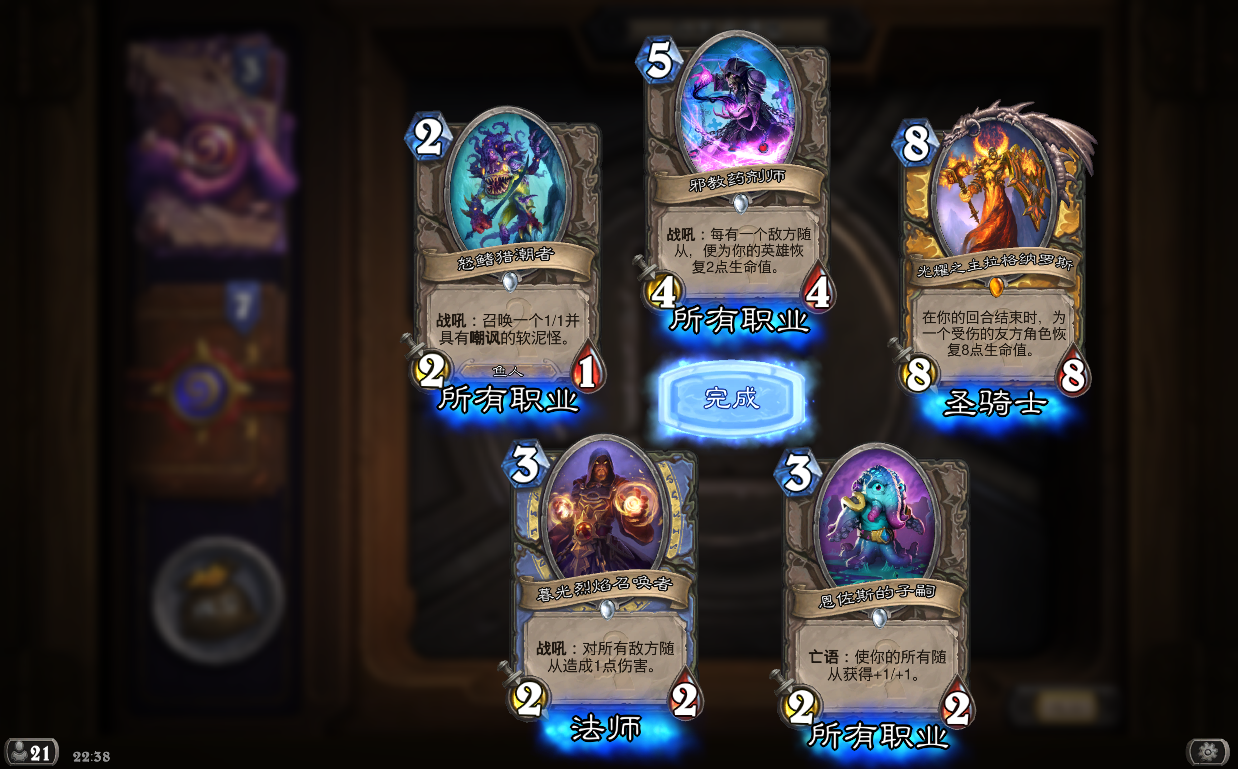 5
邪教药剂师
战吼：每有一个敌方随
从，便为你的英雄恢
复2点生命值。
4
4
所有职业
2
怒鳍猎潮者
战吼：召唤一个1/1并
具有嘲讽的软泥怪。
鱼人
2
1
所有职业
8
光耀之主拉格纳罗斯
在你的回合结束时，为
一个受伤的友方角色恢
复8点生命值。
8
8
圣骑士
完成
3
暮光烈焰召唤者
战吼：对所有敌方随
从造成1点伤害。
2
2
法师
3
恩佐斯的子嗣
亡语：使你的所有随
从获得+1/+1。
2
2
所有职业
3
7
21
22:38